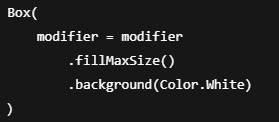 Box(
    modifier = modifier
        .fillMaxSize()
        .background(Color.White)
)